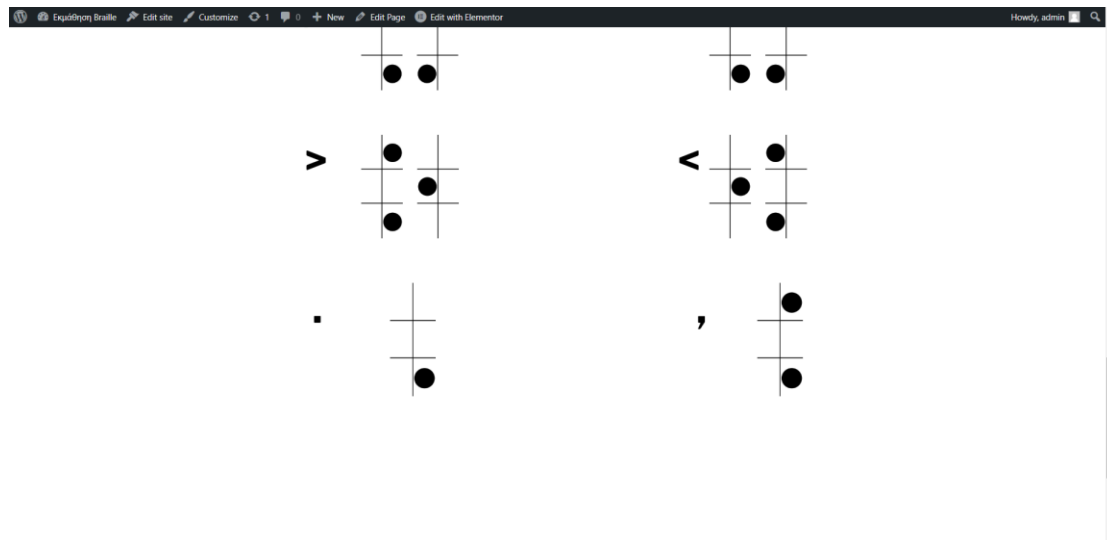 Εκμάθηση Braille Edit site Customize 1 0 New Edit Page Edit with Elementor Howdy, admin
> <
. ,